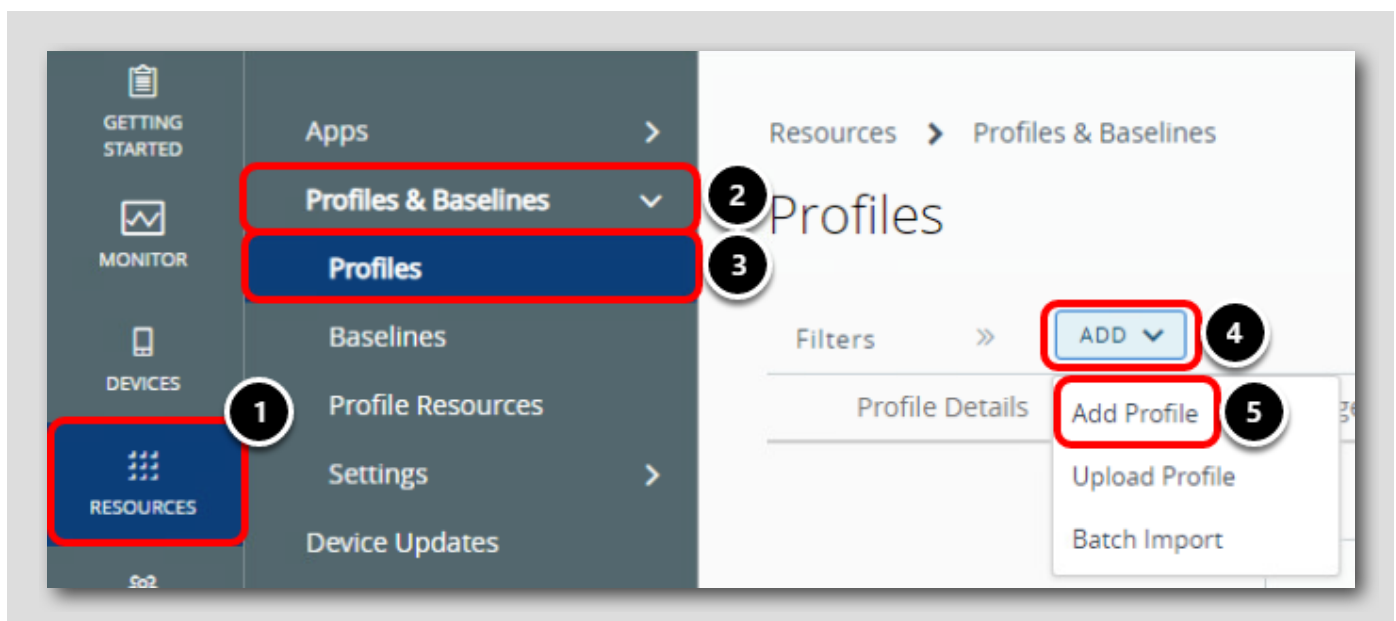 GETTING
STARTED
MONITOR
DEVICES
1
RESOURCES
Apps
Profiles & Baselines
2
Profiles
3
Baselines
Profile Resources
Settings
Device Updates
Resources > Profiles & Baselines
Profiles
Filters » ADD
4
Profile Details
Add Profile
5
Upload Profile
Batch Import